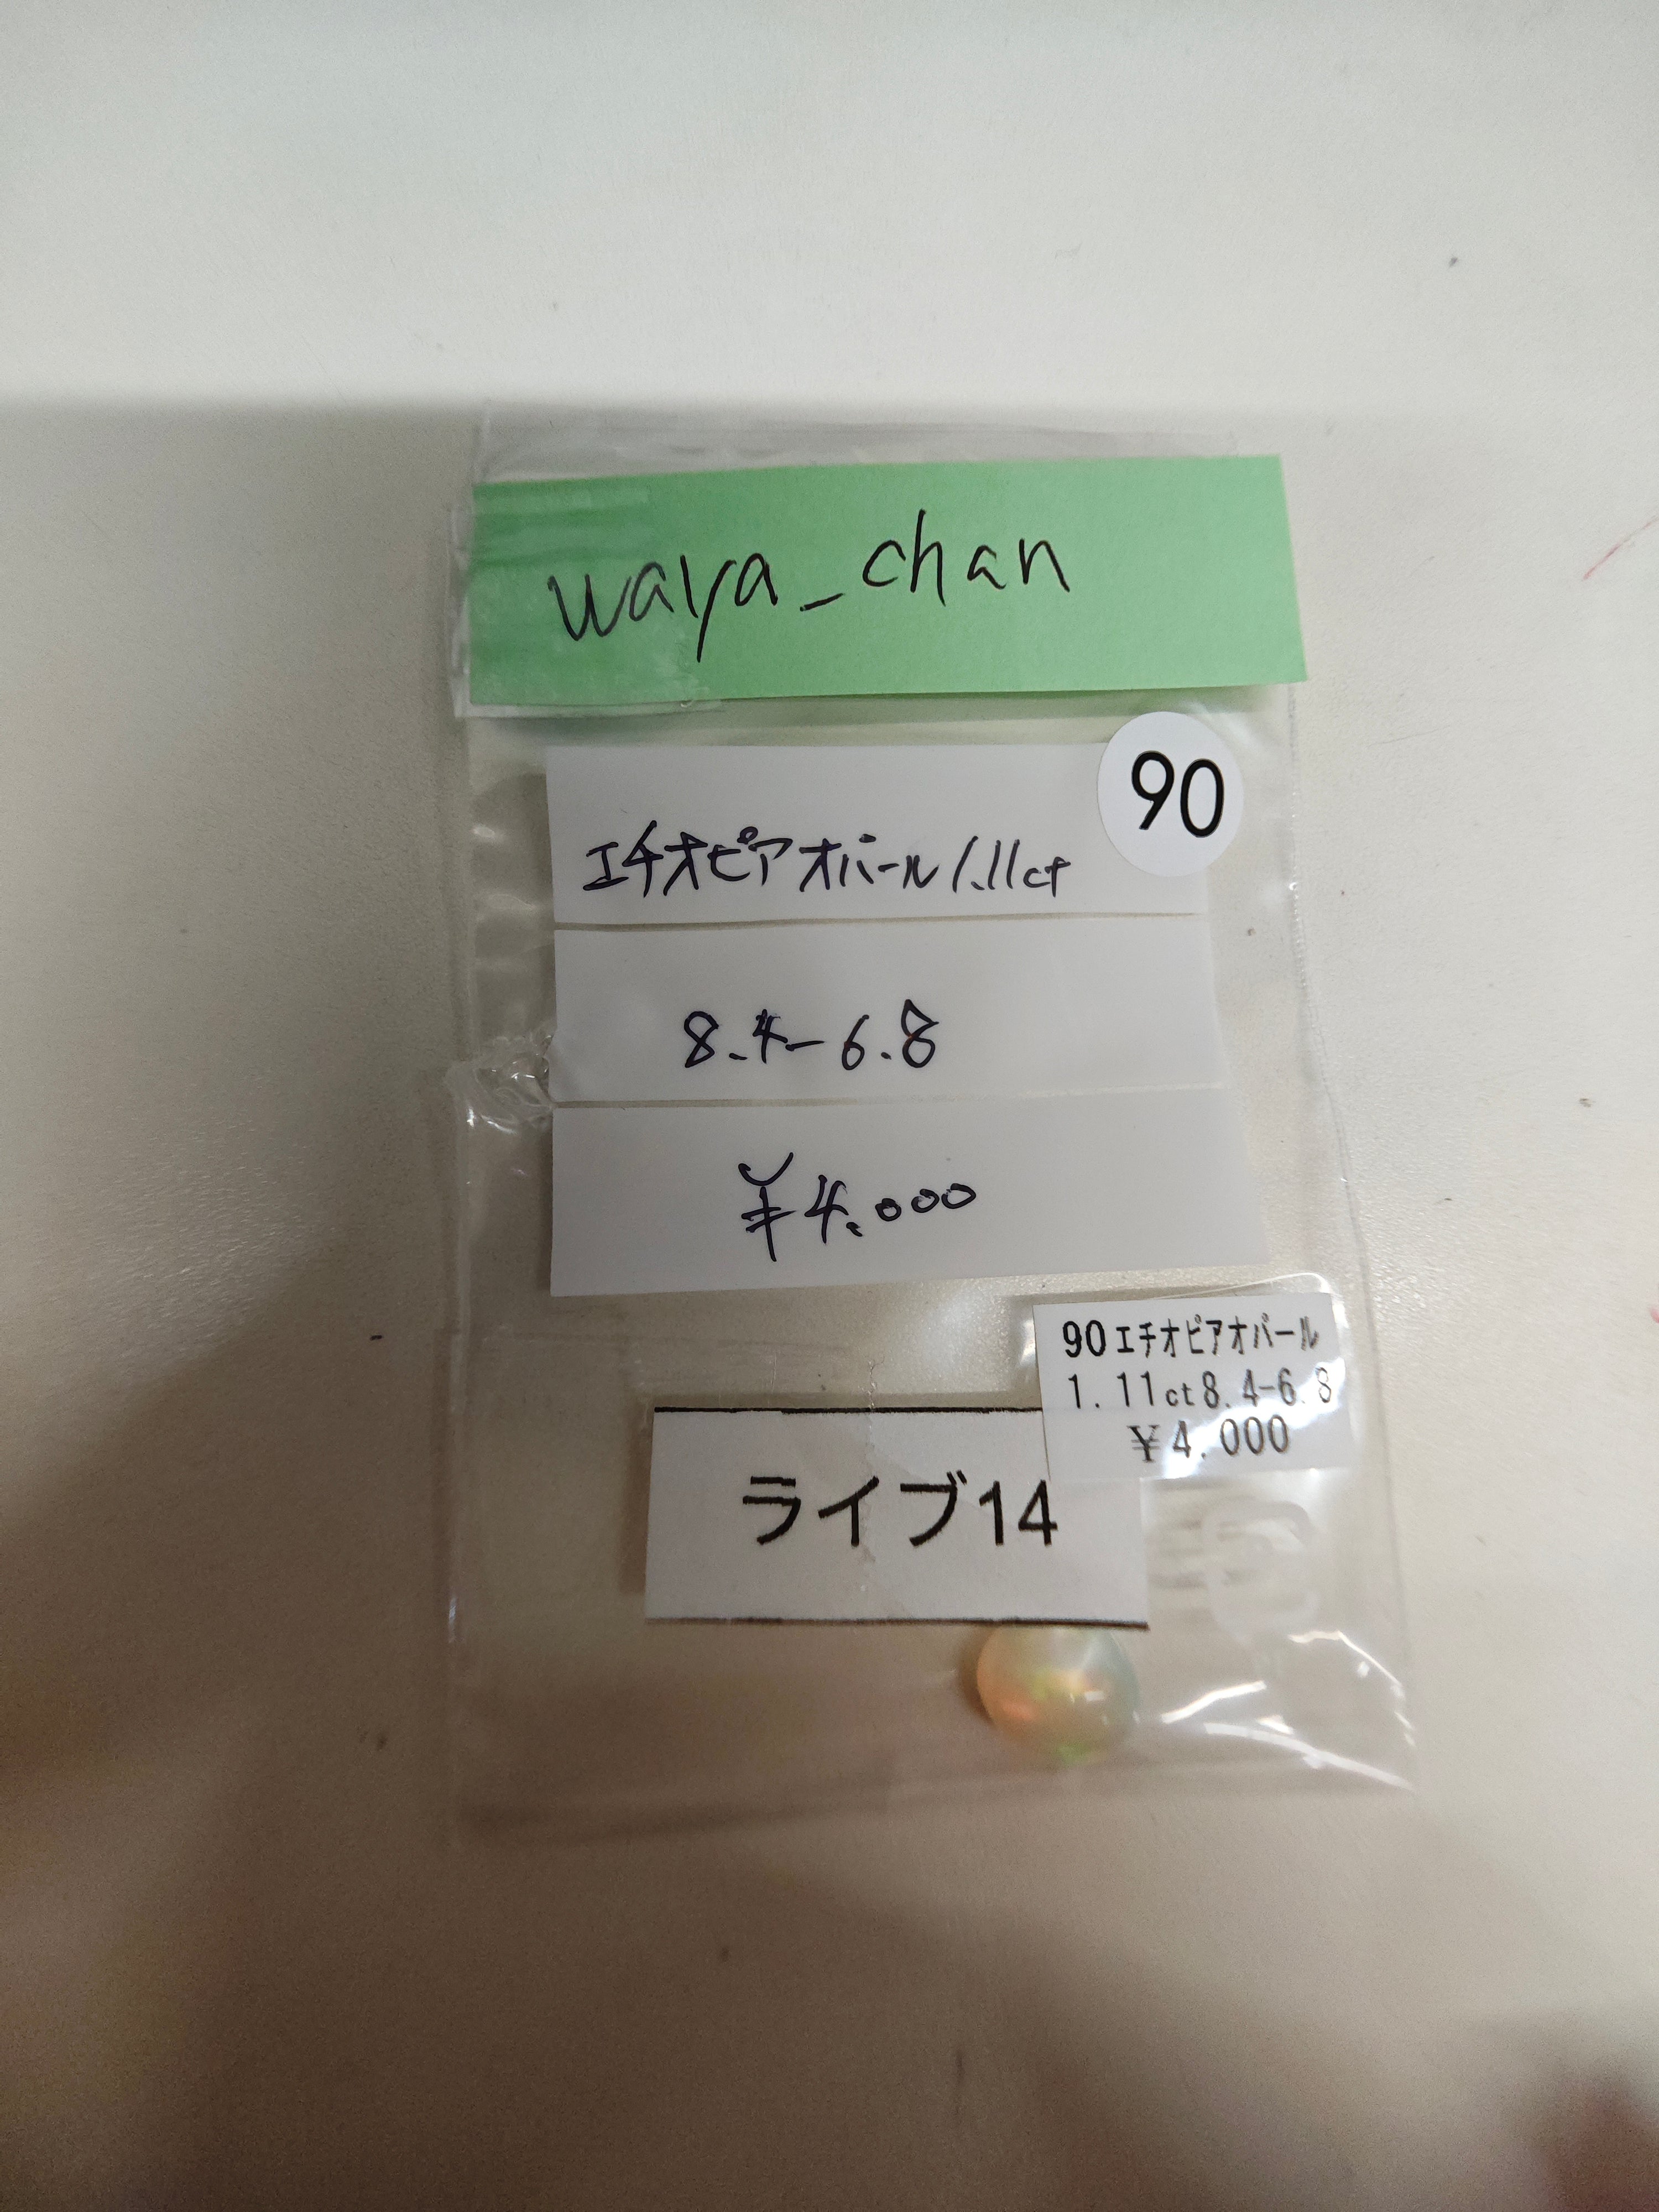 waya_chan
90
エチオピアオパール1.11ct
8.4-6.8
¥4.000
90エチオピアオパール
1.11ct8.4-6.8
¥4.000
ライブ14